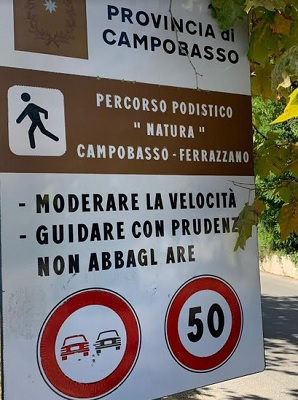 PROVINCIA di
CAMPOBASSO
PERCORSO PODISTICO
" NATURA "
CAMPOBASSO - FERRAZZANO
- MODERARE LA VELOCITÀ
- GUIDARE CON PRUDENZ
NON ABBAGL ARE
50